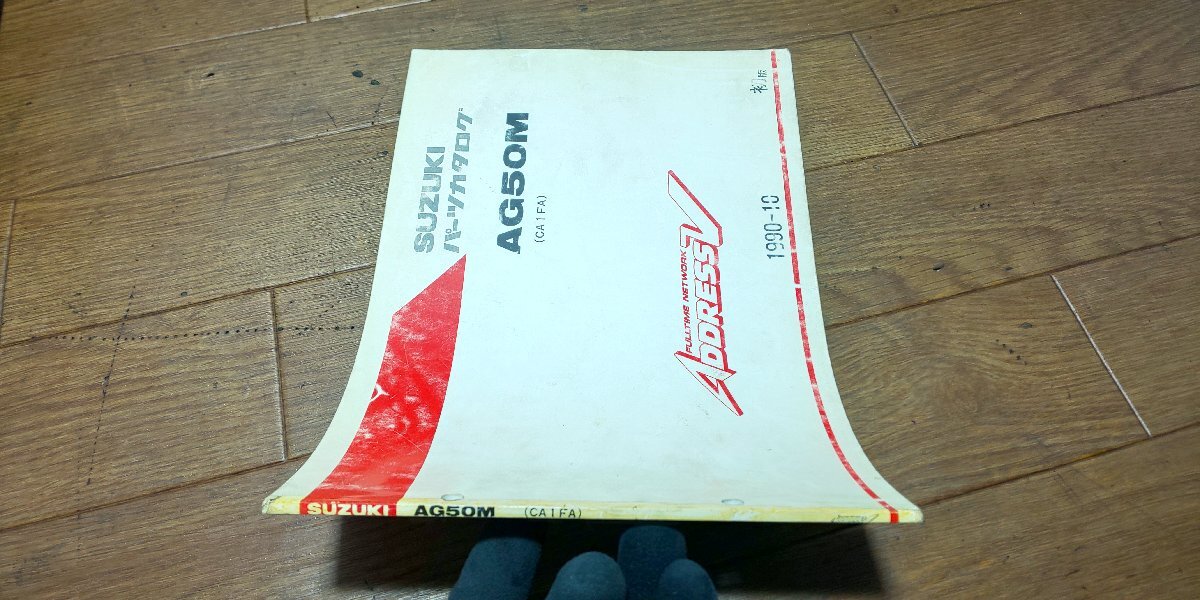 SUZUKI
パーツカタログ
AG50M
(CA1FA)
FULLTIME NETWORK
ADDRESSV
初版
1990-10
SUZUKI AG50M (CA1FA)